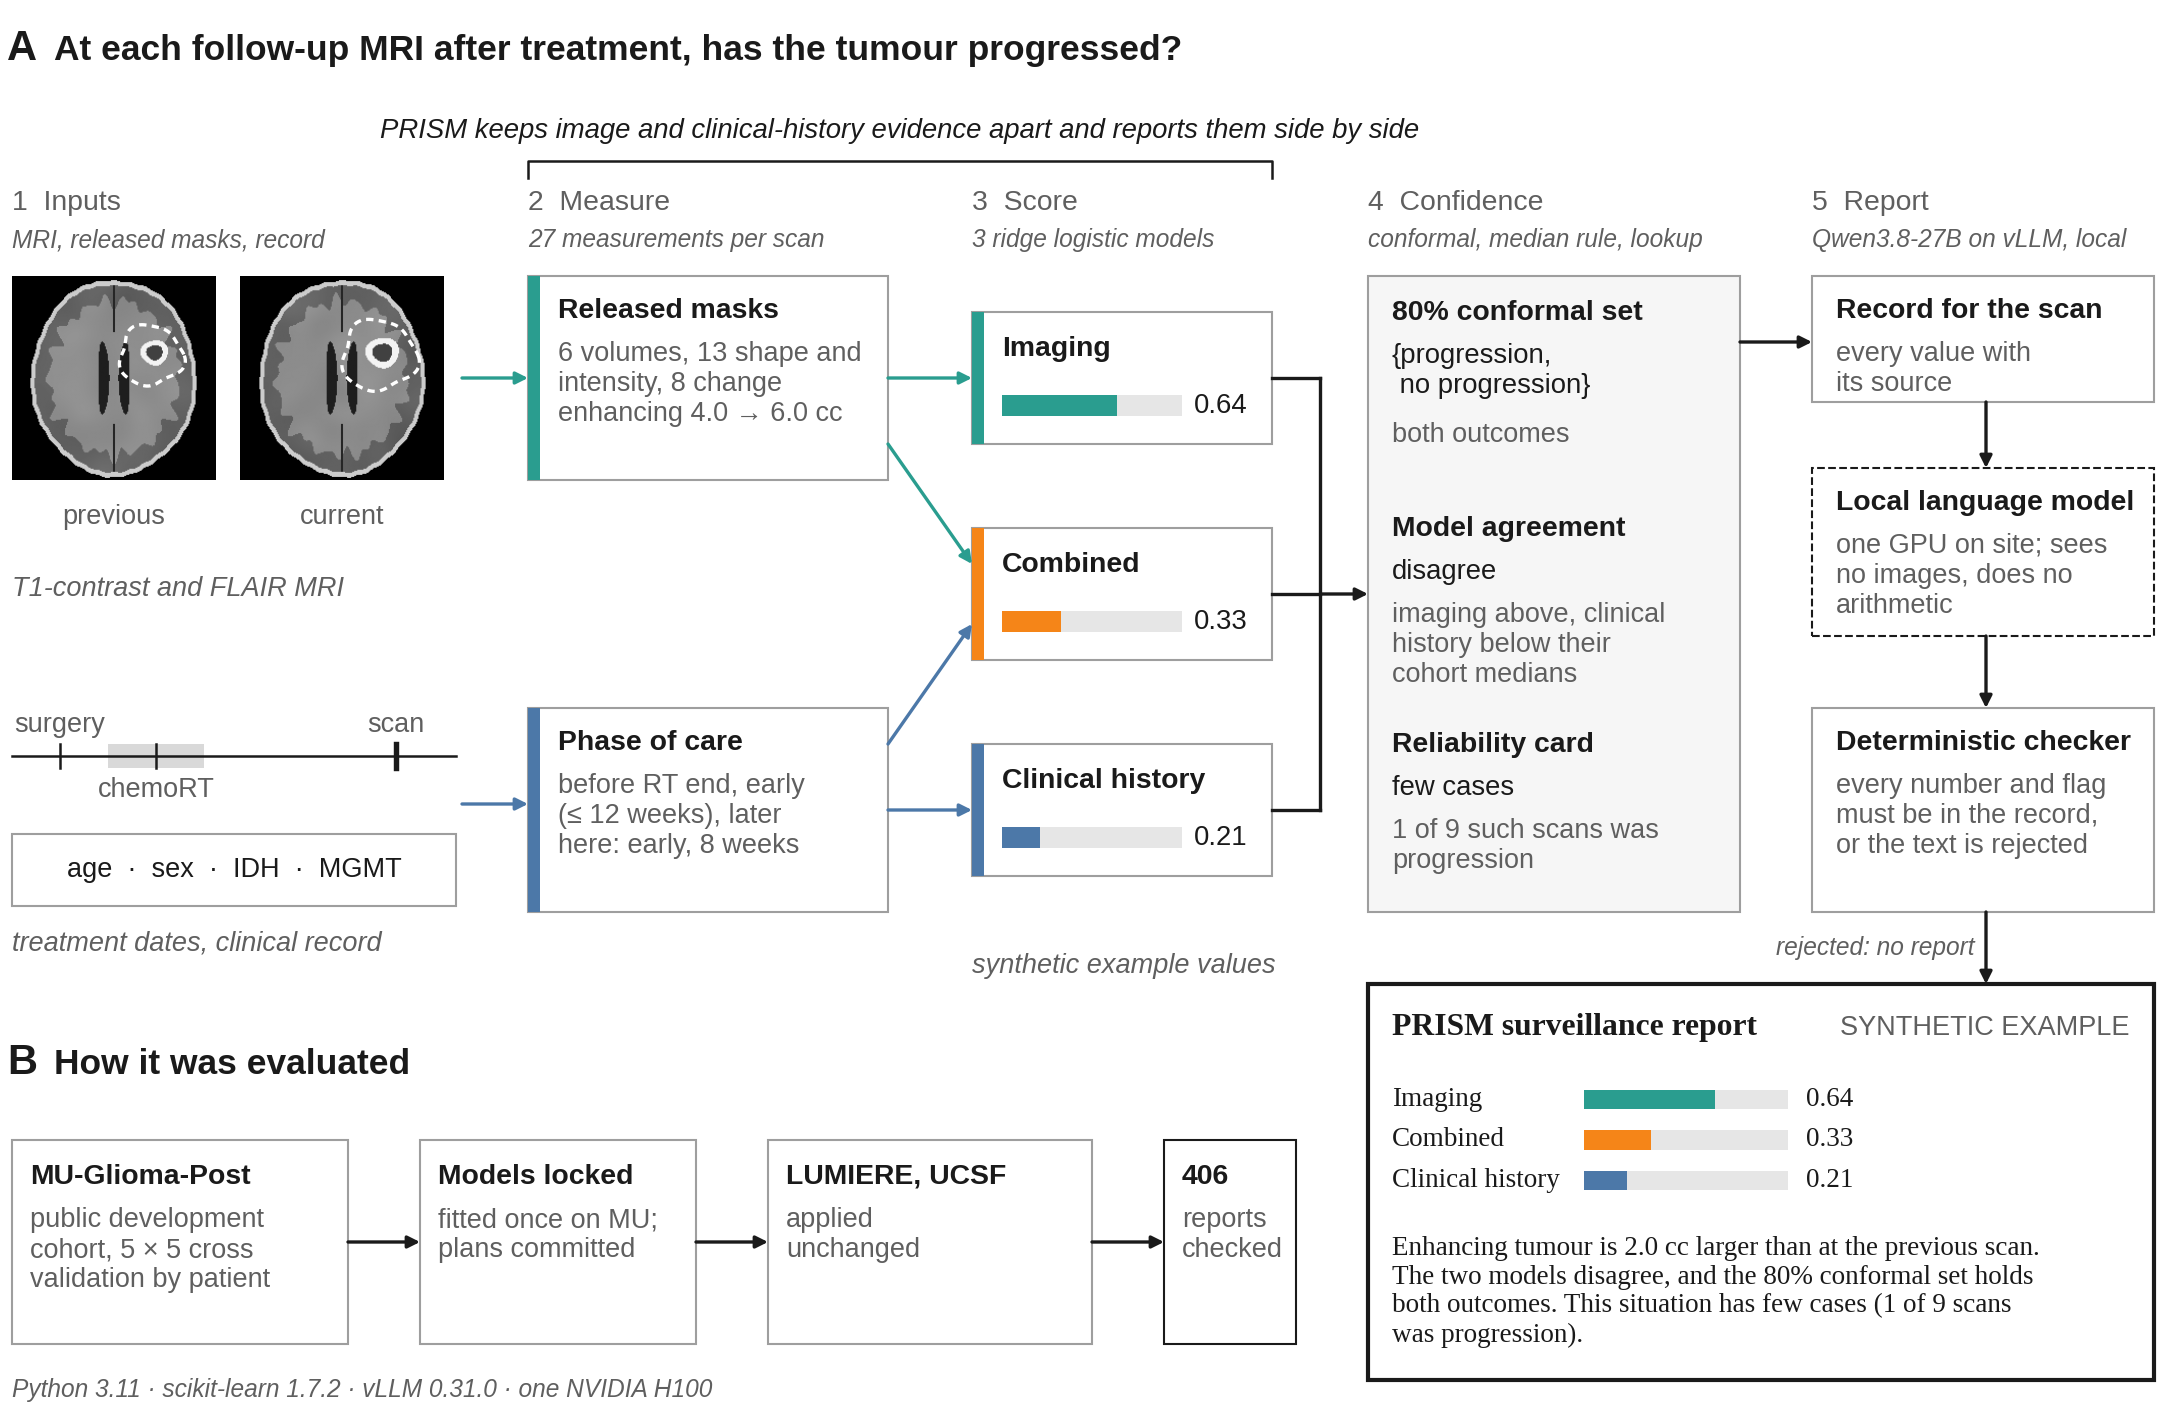 A At each follow-up MRI after treatment, has the tumour progressed?
PRISM keeps image and clinical-history evidence apart and reports them side by side
1 Inputs
MRI, released masks, record
previous
current
T1-contrast and FLAIR MRI
surgery
scan
chemoRT
age · sex · IDH · MGMT
treatment dates, clinical record
2 Measure
27 measurements per scan
Released masks
6 volumes, 13 shape and
intensity, 8 change
enhancing 4.0 → 6.0 cc
Phase of care
before RT end, early
(≤ 12 weeks), later
here: early, 8 weeks
3 Score
3 ridge logistic models
Imaging
0.64
Combined
0.33
Clinical history
0.21
synthetic example values
4 Confidence
conformal, median rule, lookup
80% conformal set
{progression,
no progression}
both outcomes
Model agreement
disagree
imaging above, clinical
history below their
cohort medians
Reliability card
few cases
1 of 9 such scans was
progression
5 Report
Qwen3.8-27B on vLLM, local
Record for the scan
every value with
its source
Local language model
one GPU on site; sees
no images, does no
arithmetic
Deterministic checker
every number and flag
must be in the record,
or the text is rejected
rejected: no report
PRISM surveillance report
SYNTHETIC EXAMPLE
Imaging 0.64
Combined 0.33
Clinical history 0.21
Enhancing tumour is 2.0 cc larger than at the previous scan.
The two models disagree, and the 80% conformal set holds
both outcomes. This situation has few cases (1 of 9 scans
was progression).
B How it was evaluated
MU-Glioma-Post
public development
cohort, 5 × 5 cross
validation by patient
Models locked
fitted once on MU;
plans committed
LUMIERE, UCSF
applied
unchanged
406
reports
checked
Python 3.11 · scikit-learn 1.7.2 · vLLM 0.31.0 · one NVIDIA H100